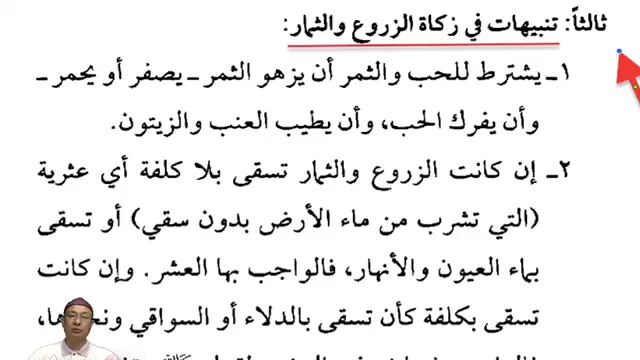 ثالثاً: تنبيهات في زكاة الزروع والثمار:
١ـ يشترط للحب والثمر أن يزهو الثمر ـ يصفر أو يحمر ـ
وأن يفرك الحب، وأن يطيب العنب والزيتون.
٢ـ إن كانت الزروع والثمار تسقى بلا كلفة أي عثرية
(التي تشرب من ماء الأرض بدون سقي) أو تسقى
بماء العيون والأنهار، فالواجب بها العشر. وإن كانت
تسقى بكلفة كأن تسقى بالدلاء أو السواقي